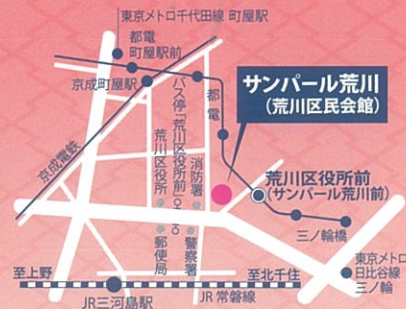 東京メトロ千代田線 町屋駅
都電
町屋駅前
京成町屋駅
京成電鉄
バス停「荒川区役所前」
都電
荒川区役所
消防署
郵便局
警察署
サンパール荒川
(荒川区民会館)
荒川区役所前
(サンパール荒川前)
三ノ輪橋
東京メトロ
日比谷線
三ノ輪
至上野
至北千住
JR三河島駅
JR 常磐線